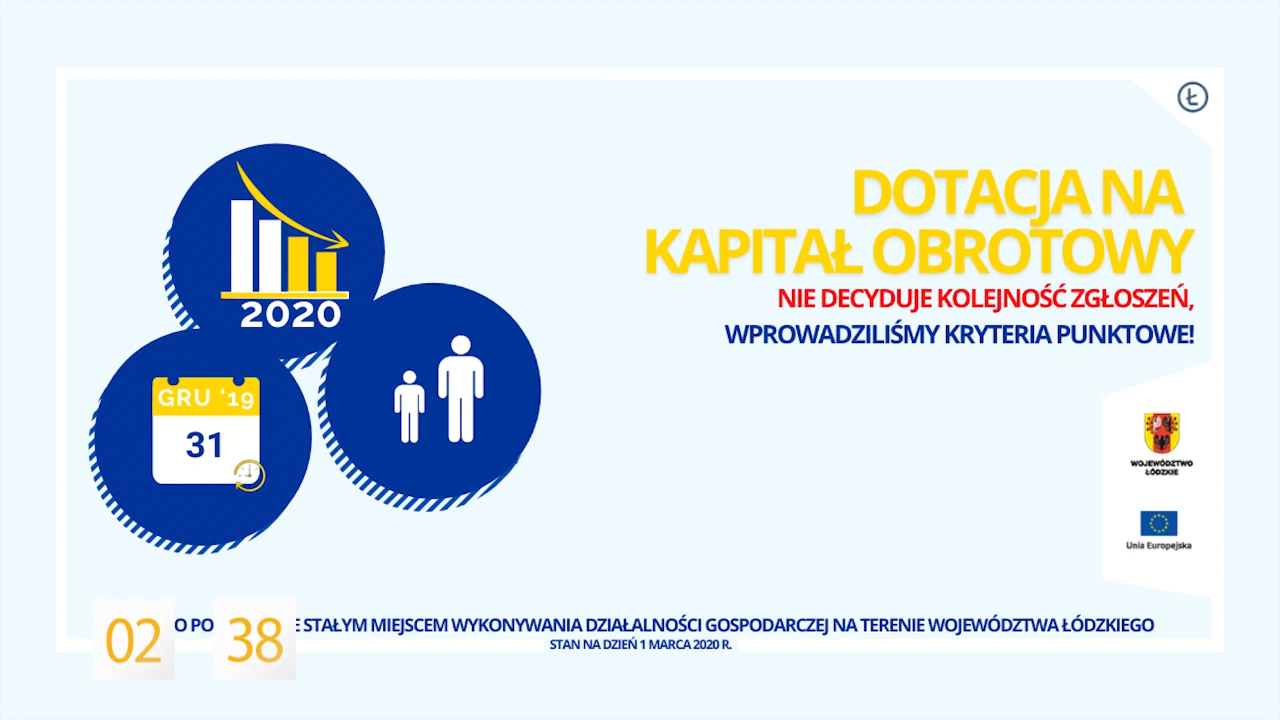 Ł
DOTACJA NA
KAPITAŁ OBROTOWY
NIE DECYDUJE KOLEJNOŚĆ ZGŁOSZEŃ,
WPROWADZILIŚMY KRYTERIA PUNKTOWE!
2020
GRU '19
31
WOJEWÓDZTWO
ŁÓDZKIE
Unia Europejska
02 38
STAŁYM MIEJSCEM WYKONYWANIA DZIAŁALNOŚCI GOSPODARCZEJ NA TERENIE WOJEWÓDZTWA ŁÓDZKIEGO
STAN NA DZIEŃ 1 MARCA 2020 R.